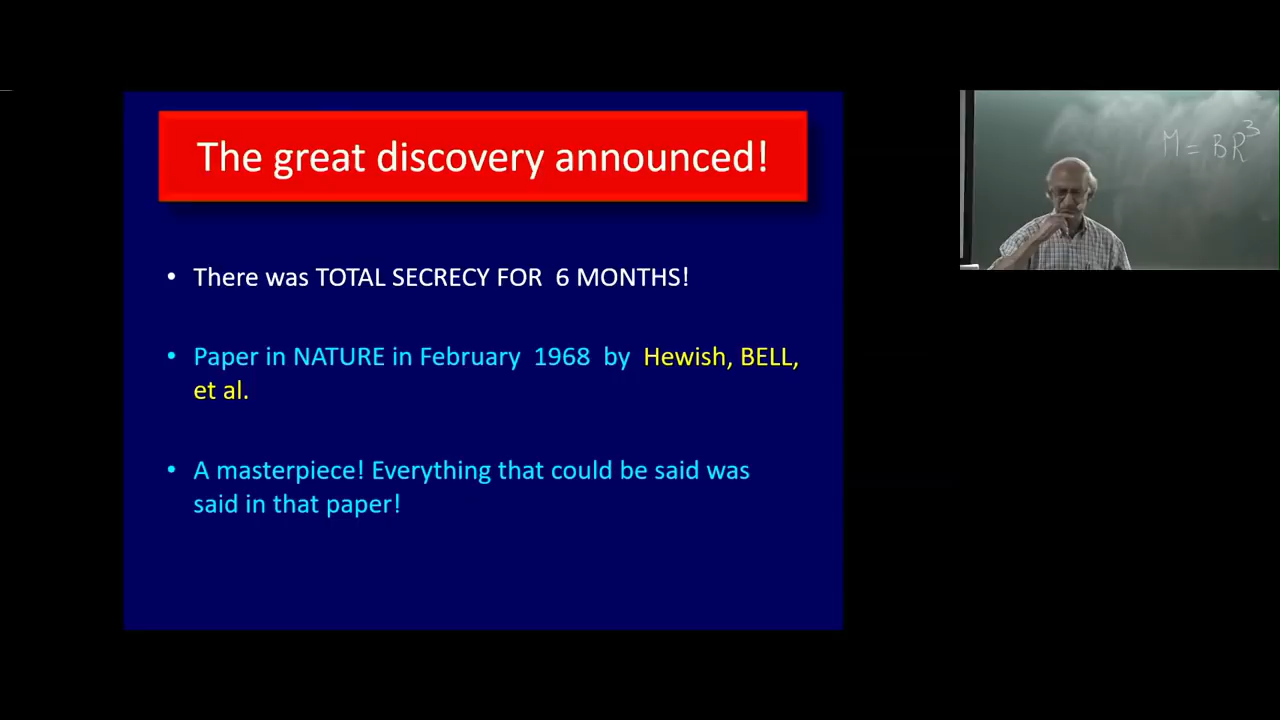 The great discovery announced!
• There was TOTAL SECRECY FOR 6 MONTHS!
• Paper in NATURE in February 1968 by Hewish, BELL,
et al.
• A masterpiece! Everything that could be said was
said in that paper!
M = BR³